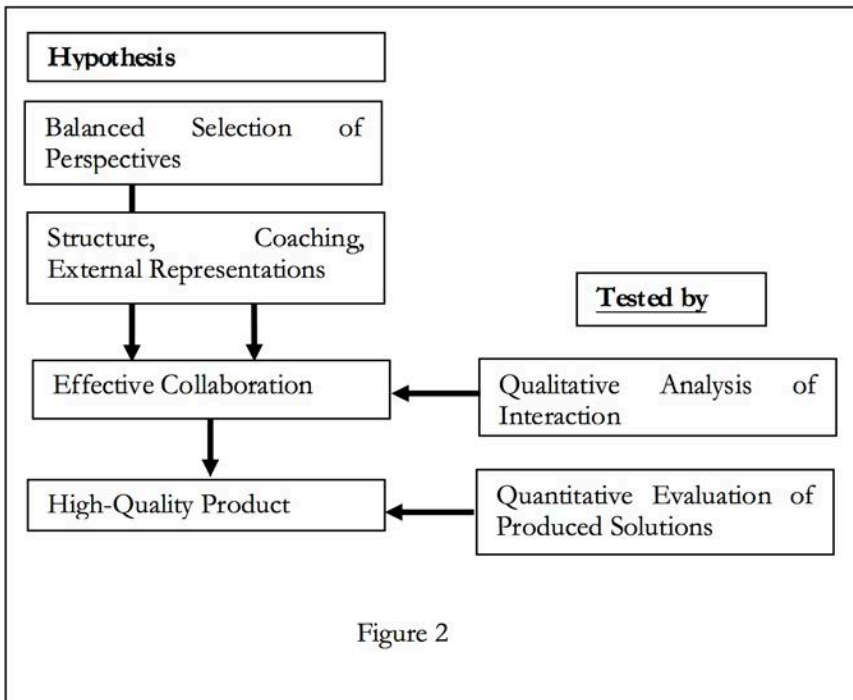 Hypothesis
Balanced Selection of
Perspectives
Structure, Coaching,
External Representations
Tested by
Effective Collaboration
Qualitative Analysis of
Interaction
High-Quality Product
Quantitative Evaluation of
Produced Solutions
Figure 2